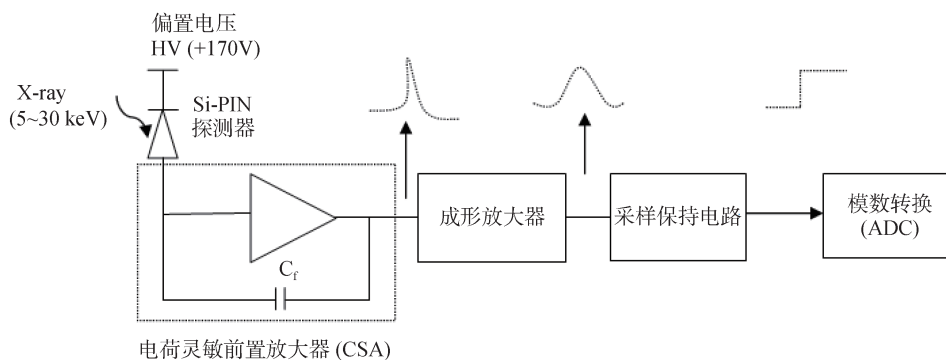 偏置电压
HV (+170V)
X-ray
(5~30 keV)
Si-PIN
探测器
C_f
成形放大器
采样保持电路
模数转换
(ADC)
电荷灵敏前置放大器 (CSA)